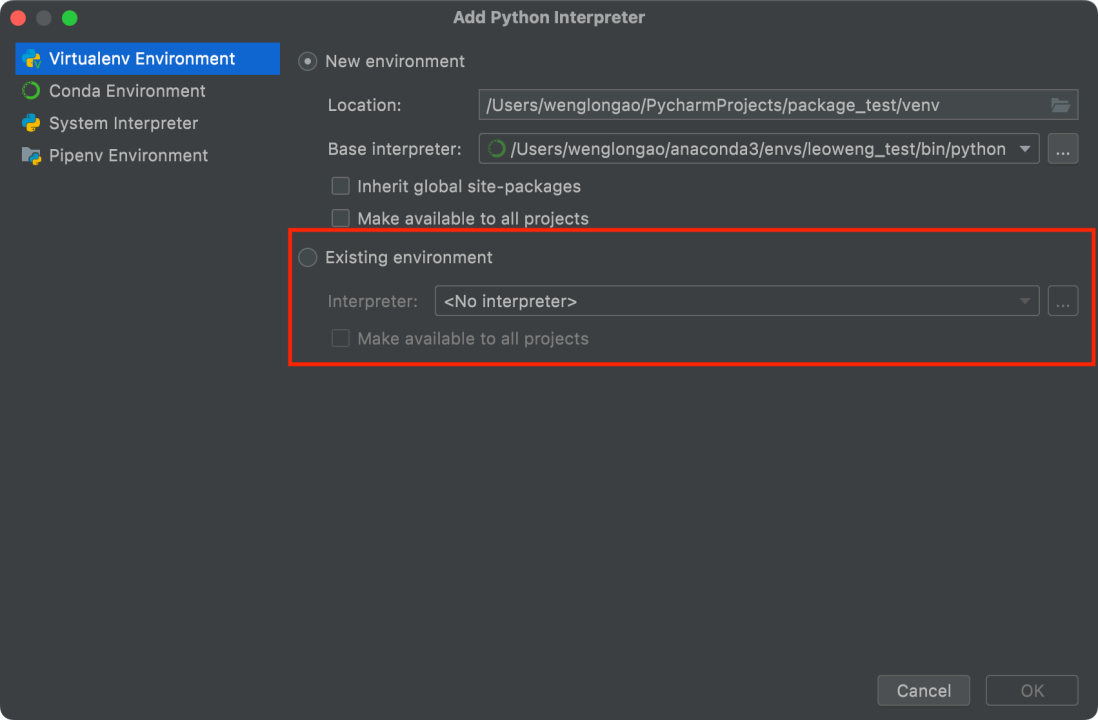 Add Python Interpreter
Virtualenv Environment
Conda Environment
System Interpreter
Pipenv Environment
New environment
Location: /Users/wenglongao/PycharmProjects/package_test/venv
Base interpreter: /Users/wenglongao/anaconda3/envs/leoweng_test/bin/python ...
Inherit global site-packages
Make available to all projects
Existing environment
Interpreter: <No interpreter> ...
Make available to all projects
Cancel OK